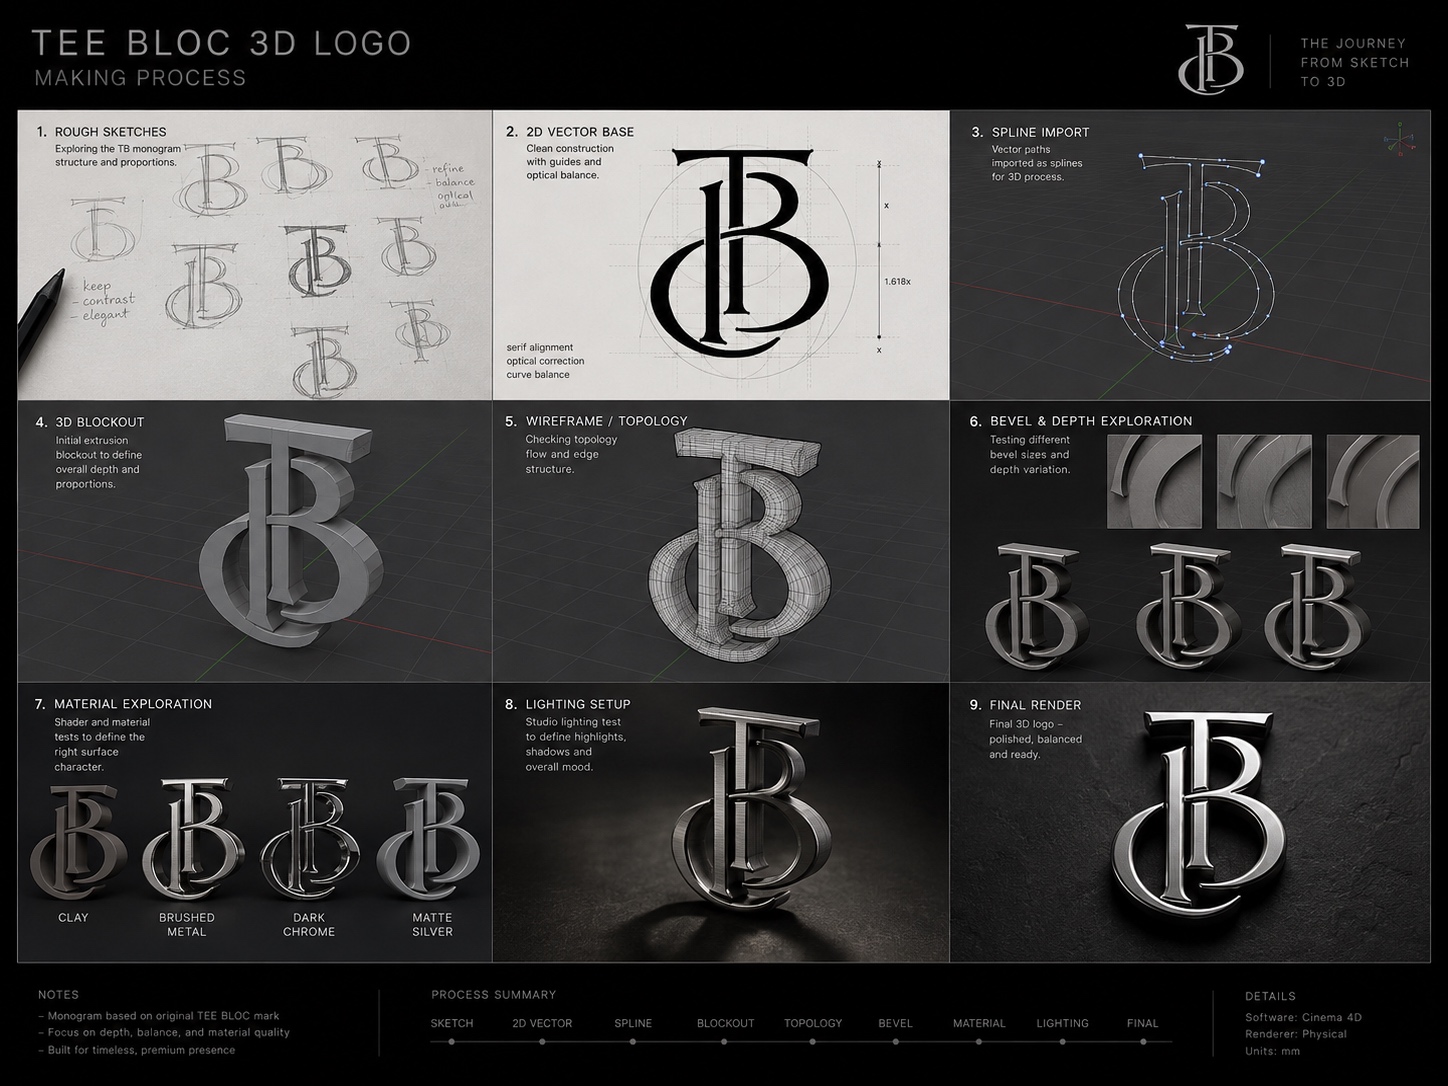 TEE BLOC 3D LOGO
MAKING PROCESS
TB
THE JOURNEY
FROM SKETCH
TO 3D
1. ROUGH SKETCHES
Exploring the TB monogram
structure and proportions.
- refine
- balance
optical
keep
- contrast
- elegant
2. 2D VECTOR BASE
Clean construction
with guides and
optical balance.
x
x
x
1.618x
x
serif alignment
optical correction
curve balance
3. SPLINE IMPORT
Vector paths
imported as splines
for 3D process.
4. 3D BLOCKOUT
Initial extrusion
blockout to define
overall depth and
proportions.
5. WIREFRAME / TOPOLOGY
Checking topology
flow and edge
structure.
6. BEVEL & DEPTH EXPLORATION
Testing different
bevel sizes and
depth variation.
7. MATERIAL EXPLORATION
Shader and material
tests to define the
right surface
character.
CLAY
BRUSHED
METAL
DARK
CHROME
MATTE
SILVER
8. LIGHTING SETUP
Studio lighting test
to define highlights,
shadows and
overall mood.
9. FINAL RENDER
Final 3D logo –
polished, balanced
and ready.
NOTES
– Monogram based on original TEE BLOC mark
– Focus on depth, balance, and material quality
– Built for timeless, premium presence
PROCESS SUMMARY
SKETCH 2D VECTOR SPLINE BLOCKOUT TOPOLOGY BEVEL MATERIAL LIGHTING FINAL
DETAILS
Software: Cinema 4D
Renderer: Physical
Units: mm